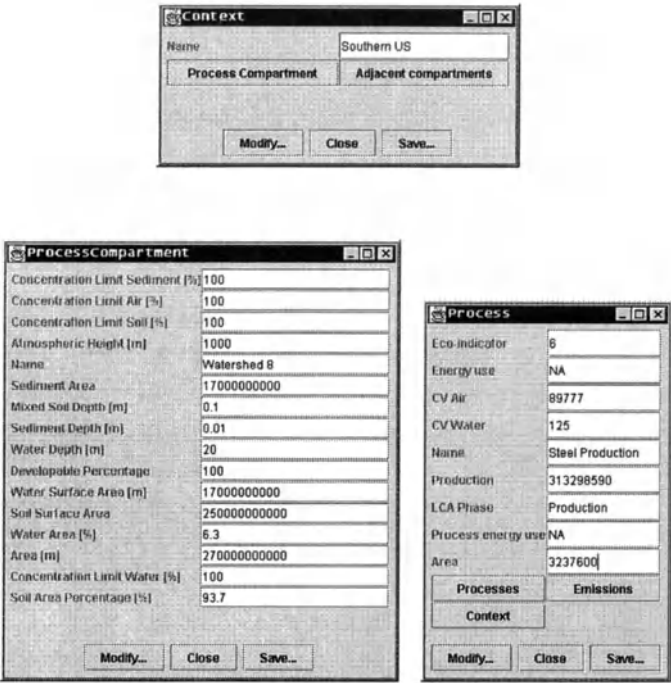 Context
Name Southern US
Process Compartment Adjacent compartments
Modify... Close Save...
ProcessCompartment
Concentration Limit Sediment [%] 100
Concentration Limit Air [%] 100
Concentration Limit Soil [%] 100
Atmospheric Height [m] 1000
Name Watershed 8
Sediment Area 17000000000
Mixed Soil Depth [m] 0.1
Sediment Depth [m] 0.01
Water Depth [m] 20
Developable Percentage 100
Water Surface Area [m] 17000000000
Soil Surface Area 250000000000
Water Area [%] 6.3
Area [m] 270000000000
Concentration Limit Water [%] 100
Soil Area Percentage [%] 93.7
Modify... Close Save...
Process
Eco-indicator 6
Energy use NA
CV Air 89777
CV Water 125
Name Steel Production
Production 313298590
LCA Phase Production
Process energy use NA
Area 3237600
Processes Emissions
Context
Modify... Close Save...